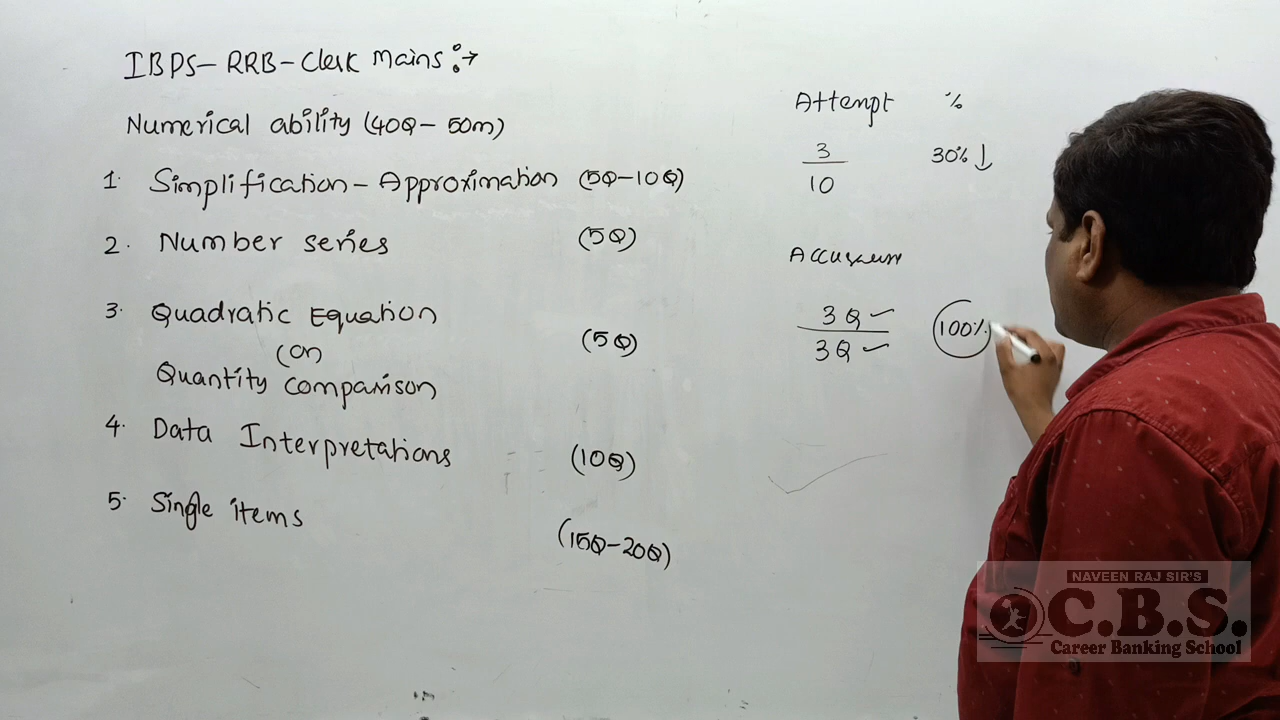 IBPS-RRB-Clerk Mains:→
Numerical ability (40Q-50m)
1. Simplification-Approximation (5Q-10Q)
2. Number series (5Q)
3. Quadratic Equation
(or)
Quantity comparison
(5Q)
4. Data Interpretations (10Q)
5. Single items (15Q-20Q)
Attempt %
3
10
30%↓
3Q ✓
3Q ✓
100%
NAVEEN RAJ SIR'S
C.B.S.
Career Banking School